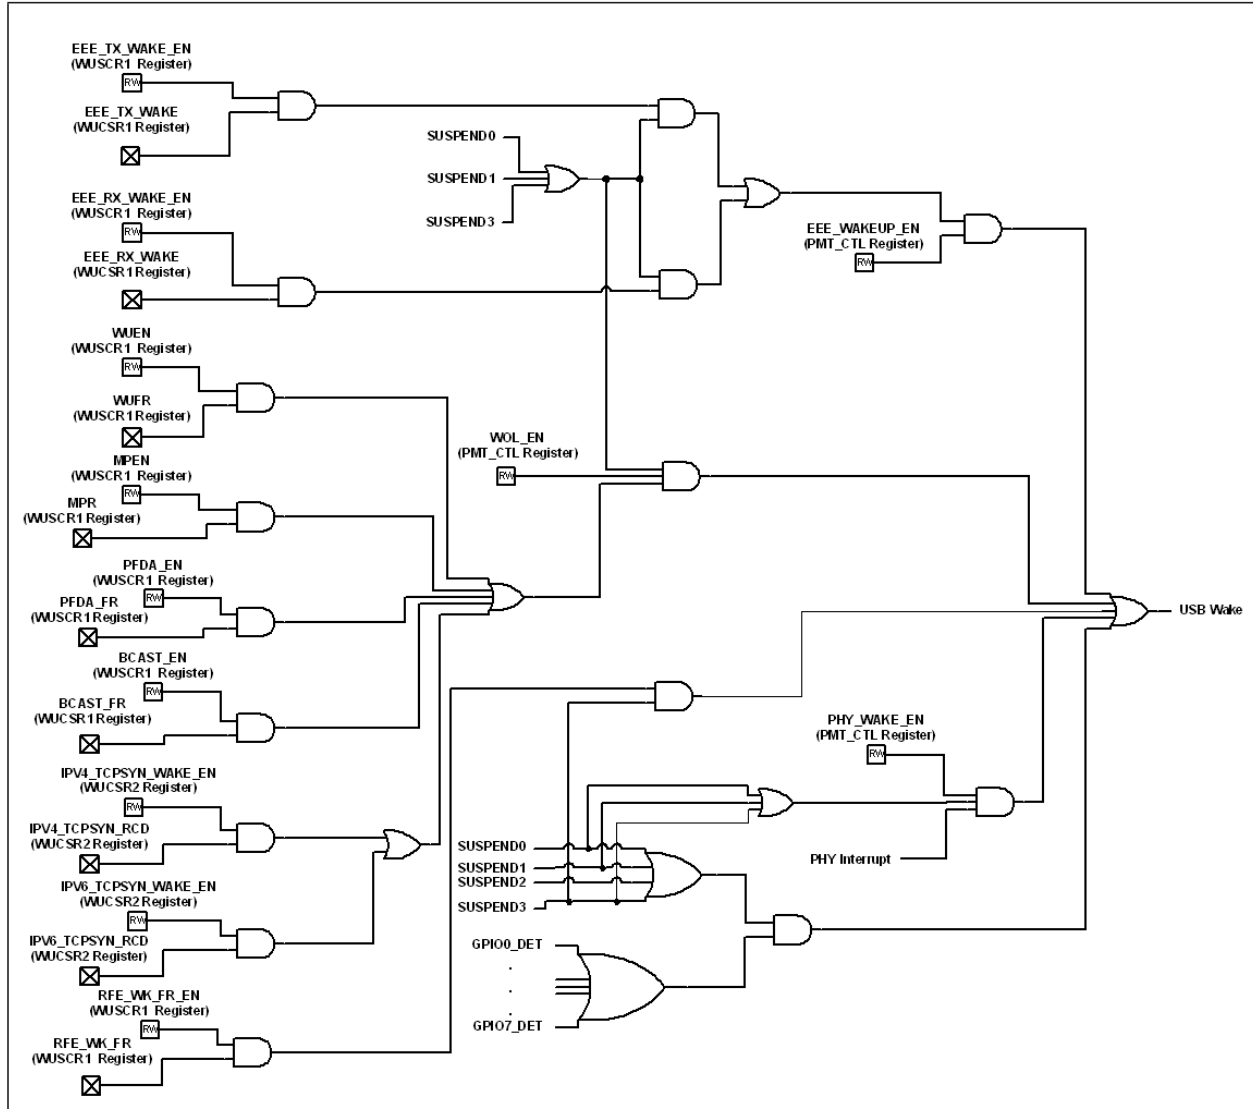 EEE_TX_WAKE_EN
(WUSCR1 Register)
RW
EEE_TX_WAKE
(WUCSR1 Register)
SUSPEND0
SUSPEND1
SUSPEND3
EEE_RX_WAKE_EN
(WUSCR1 Register)
RW
EEE_RX_WAKE
(WUCSR1 Register)
EEE_WAKEUP_EN
(PMT_CTL Register)
RW
WUEN
(WUSCR1 Register)
RW
WUFR
(WUSCR1 Register)
WOL_EN
(PMT_CTL Register)
RW
MPEN
(WUSCR1 Register)
RW
MPR
(WUSCR1 Register)
PFDA_EN
(WUSCR1 Register)
RW
PFDA_FR
(WUSCR1 Register)
USB Wake
BCAST_EN
(WUSCR1 Register)
RW
BCAST_FR
(WUCSR1 Register)
PHY_WAKE_EN
(PMT_CTL Register)
RW
IPV4_TCPSYN_WAKE_EN
(WUCSR2 Register)
RW
IPV4_TCPSYN_RCD
(WUCSR2 Register)
SUSPEND0
SUSPEND1
SUSPEND2
SUSPEND3
PHY Interrupt
IPV6_TCPSYN_WAKE_EN
(WUCSR2 Register)
RW
IPV6_TCPSYN_RCD
(WUCSR2 Register)
GPIO0_DET
.
.
.
GPIO7_DET
RFE_WK_FR_EN
(WUSCR1 Register)
RW
RFE_WK_FR
(WUSCR1 Register)